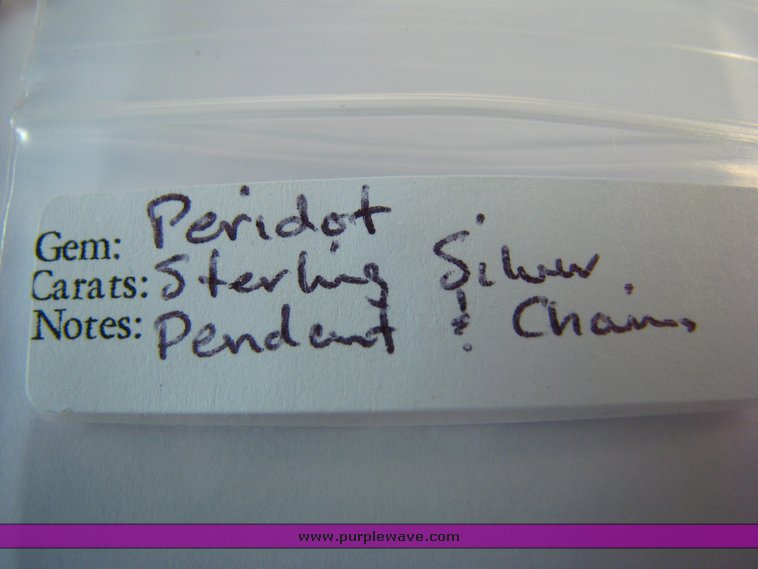 Gem: Peridot
Carats: Sterling Silver
Notes: Pendant & Chain.
www.purplewave.com